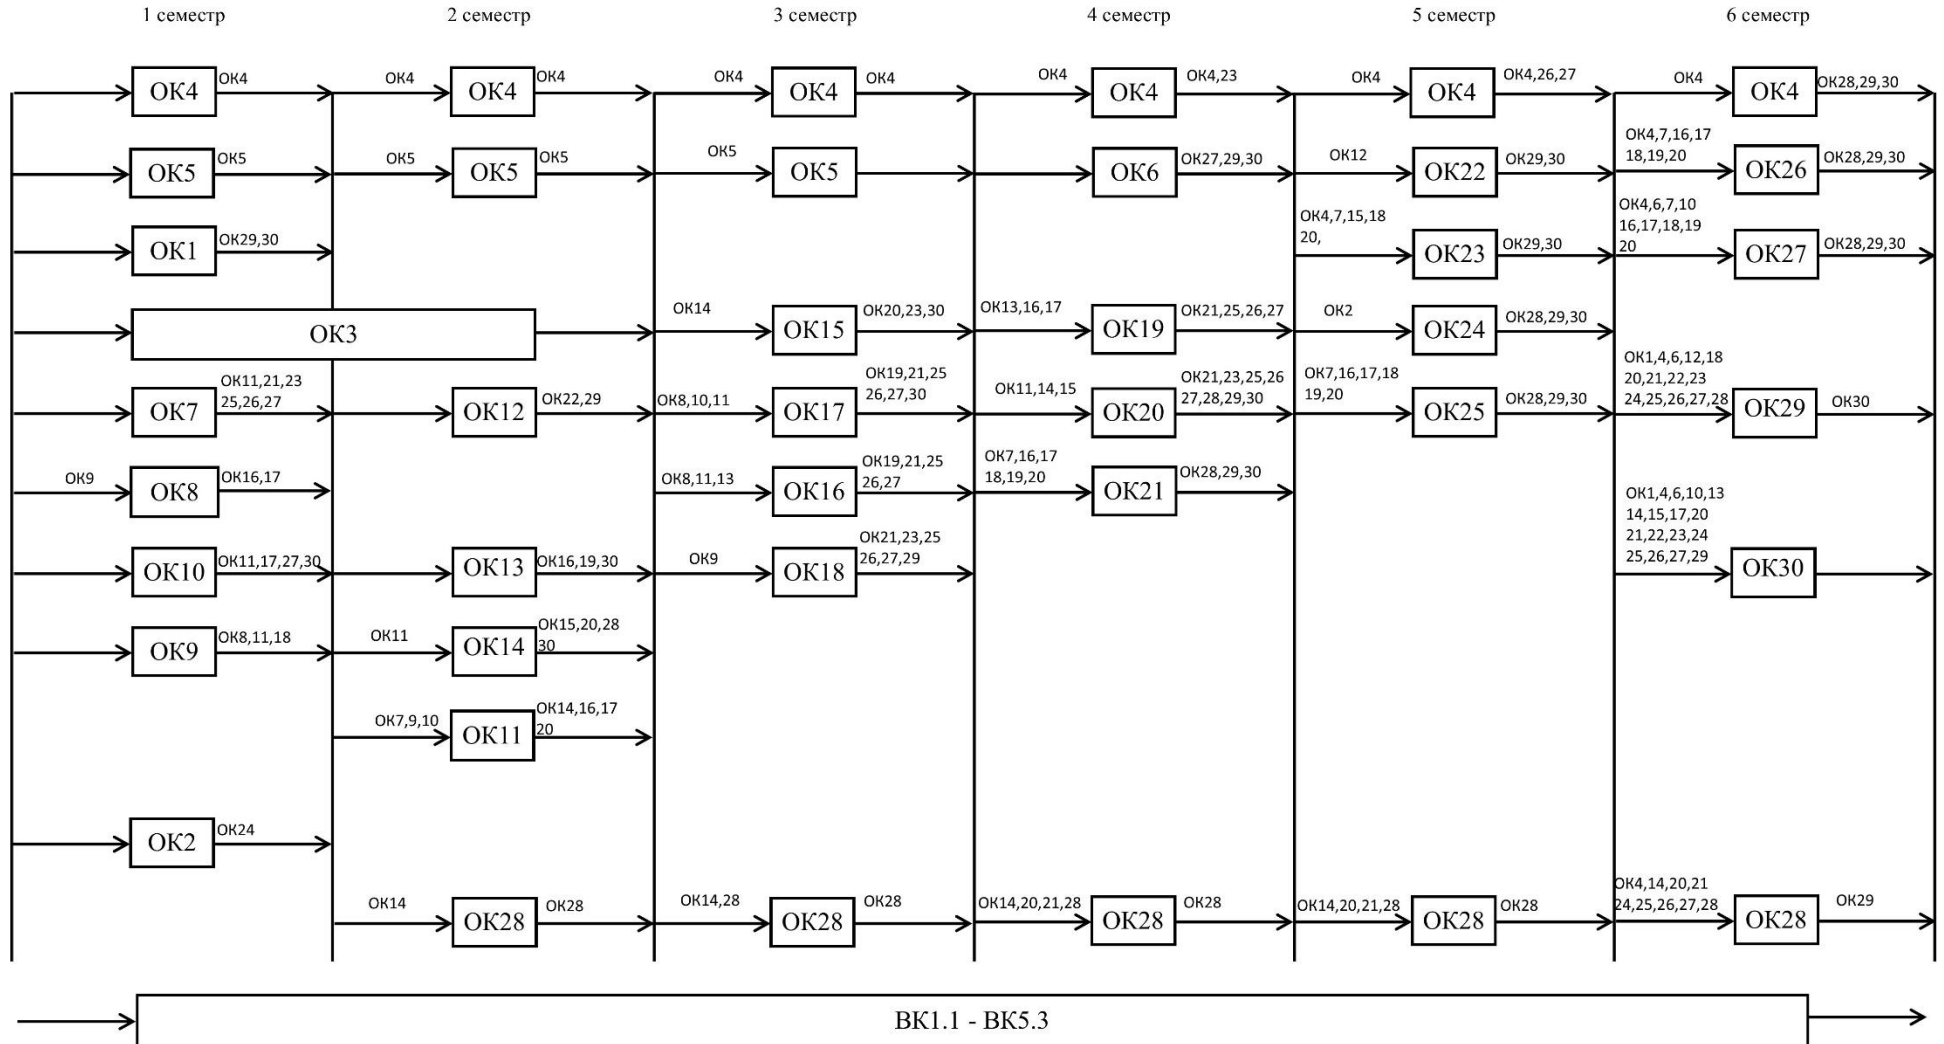 1 семестр
2 семестр
3 семестр
4 семестр
5 семестр
6 семестр
ОК4
ОК4
ОК4
ОК4
ОК4
ОК4
ОК4
ОК4
ОК4
ОК4,23
ОК4
ОК4
ОК4,26,27
ОК4
ОК4
ОК28,29,30
ОК5
ОК5
ОК5
ОК5
ОК5
ОК5
ОК5
ОК6
ОК27,29,30
ОК12
ОК22
ОК29,30
ОК4,7,16,17
18,19,20
ОК26
ОК28,29,30
ОК1
ОК29,30
ОК4,7,15,18
20,
ОК23
ОК29,30
ОК4,6,7,10
16,17,18,19
20
ОК27
ОК28,29,30
ОК3
ОК14
ОК15
ОК20,23,30
ОК13,16,17
ОК19
ОК21,25,26,27
ОК2
ОК24
ОК28,29,30
ОК7
ОК11,21,23
25,26,27
ОК12
ОК22,29
ОК8,10,11
ОК17
ОК19,21,25
26,27,30
ОК11,14,15
ОК20
ОК21,23,25,26
27,28,29,30
ОК7,16,17,18
19,20
ОК25
ОК28,29,30
ОК1,4,6,12,18
20,21,22,23
24,25,26,27,28
ОК29
ОК30
ОК9
ОК8
ОК16,17
ОК8,11,13
ОК16
ОК19,21,25
26,27
ОК7,16,17
18,19,20
ОК21
ОК28,29,30
ОК10
ОК11,17,27,30
ОК13
ОК16,19,30
ОК9
ОК18
ОК21,23,25
26,27,29
ОК1,4,6,10,13
14,15,17,20
21,22,23,24
25,26,27,29
ОК30
ОК9
ОК8,11,18
ОК11
ОК14
ОК15,20,28
30
ОК7,9,10
ОК11
ОК14,16,17
20
ОК2
ОК24
ОК14
ОК28
ОК28
ОК14,28
ОК28
ОК28
ОК14,20,21,28
ОК28
ОК28
ОК14,20,21,28
ОК28
ОК28
ОК4,14,20,21
24,25,26,27,28
ОК28
ОК29
ВК1.1 - ВК5.3